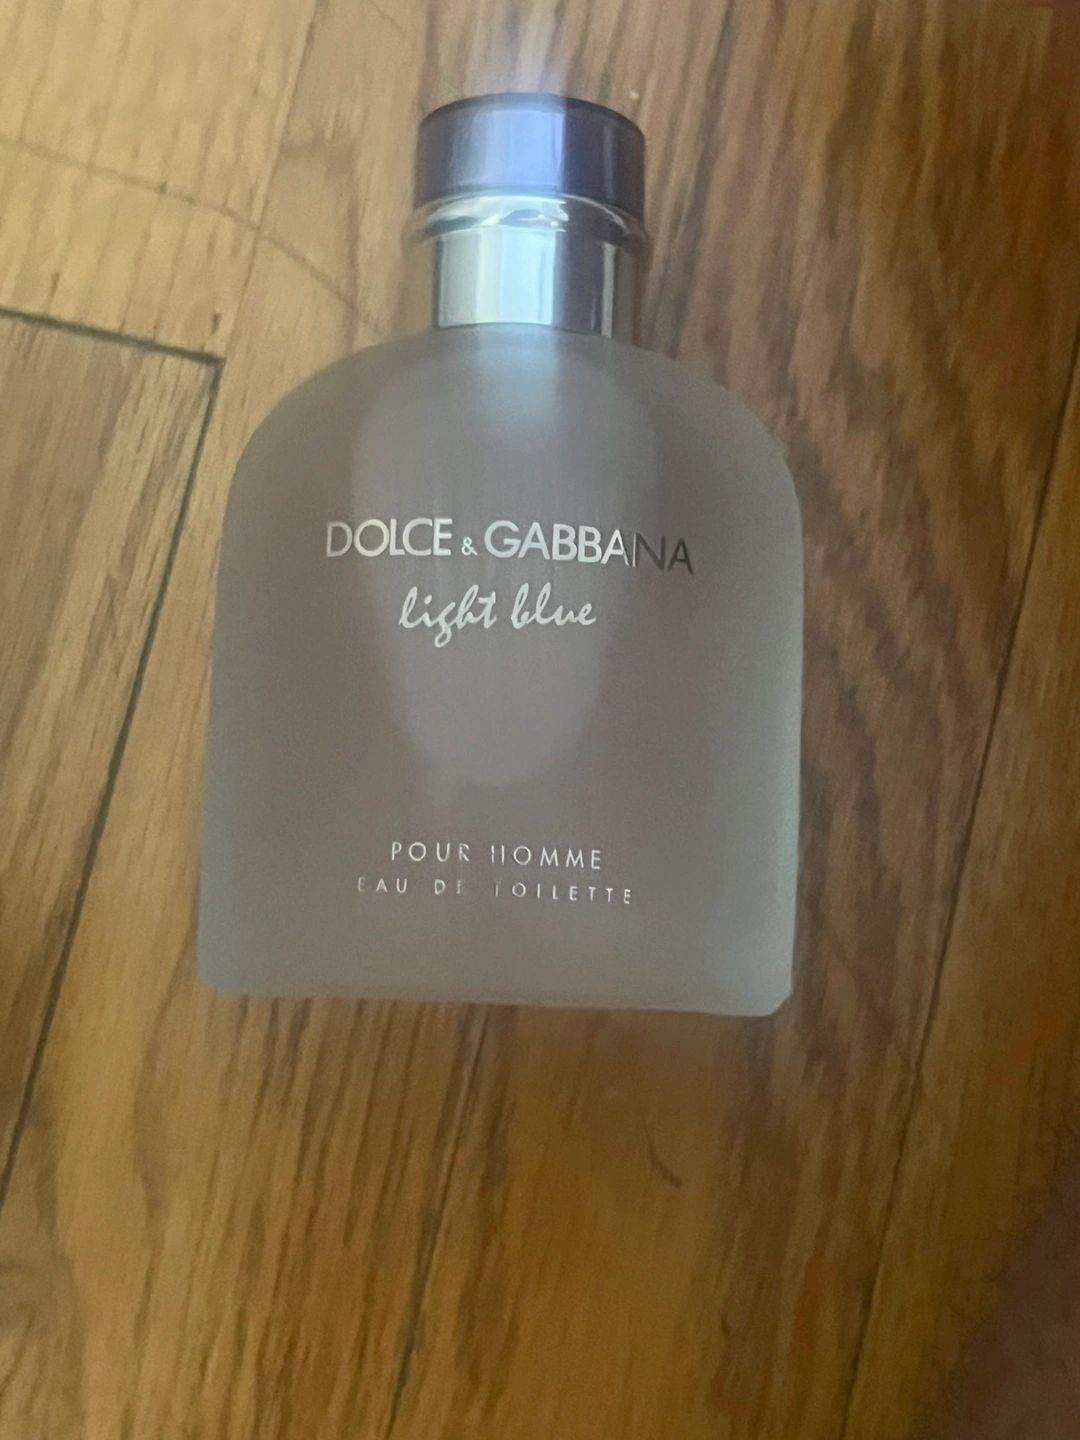 DOLCE & GABBANA
light blue
POUR HOMME
EAU DE TOILETTE